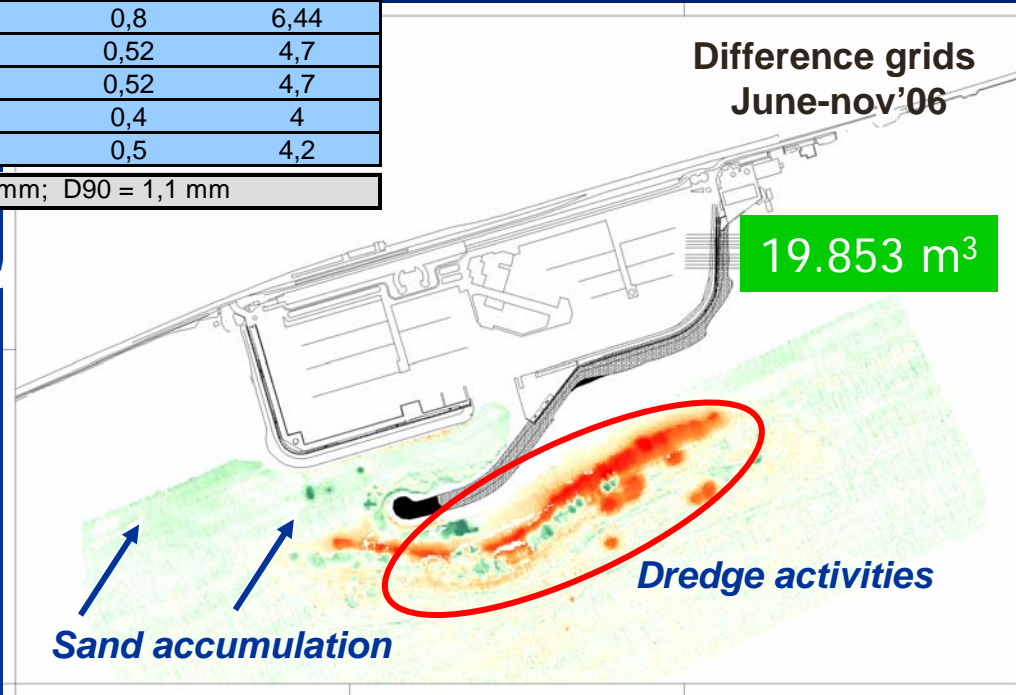 0,8 6,44
0,52 4,7
0,52 4,7
0,4 4
0,5 4,2
mm; D90 = 1,1 mm
Difference grids
June-nov'06
19.853 m³
Dredge activities
Sand accumulation